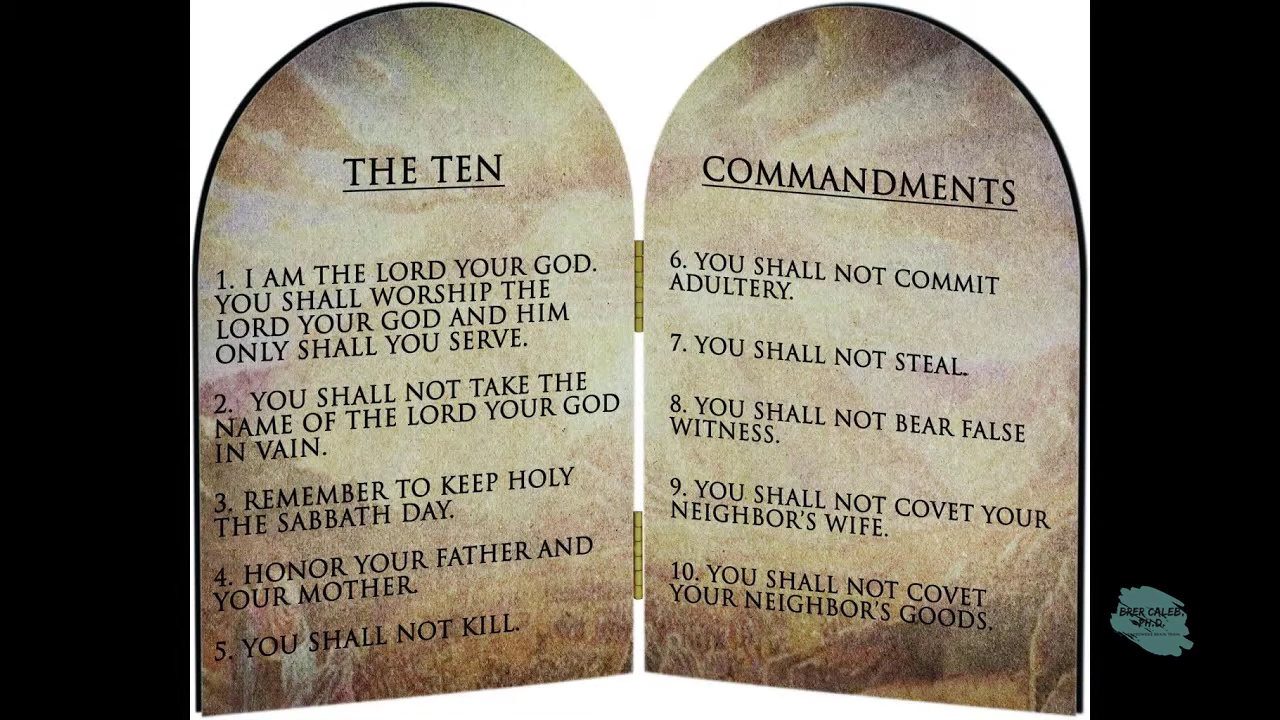 THE TEN
1. I AM THE LORD YOUR GOD.
YOU SHALL WORSHIP THE
LORD YOUR GOD AND HIM
ONLY SHALL YOU SERVE.
2. YOU SHALL NOT TAKE THE
NAME OF THE LORD YOUR GOD
IN VAIN.
3. REMEMBER TO KEEP HOLY
THE SABBATH DAY.
4. HONOR YOUR FATHER AND
YOUR MOTHER.
5. YOU SHALL NOT KILL.
COMMANDMENTS
6. YOU SHALL NOT COMMIT
ADULTERY.
7. YOU SHALL NOT STEAL.
8. YOU SHALL NOT BEAR FALSE
WITNESS.
9. YOU SHALL NOT COVET YOUR
NEIGHBOR'S WIFE.
10. YOU SHALL NOT COVET
YOUR NEIGHBOR'S GOODS.
BRER CALEB,
PH.D.